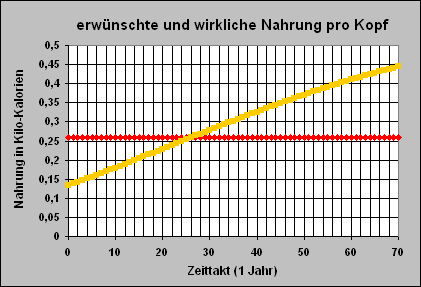 erwünschte und wirkliche Nahrung pro Kopf
Nahrung in Kilo-Kalorien
0,5
0,45
0,4
0,35
0,3
0,25
0,2
0,15
0,1
0,05
0
0 10 20 30 40 50 60 70
Zeittakt (1 Jahr)